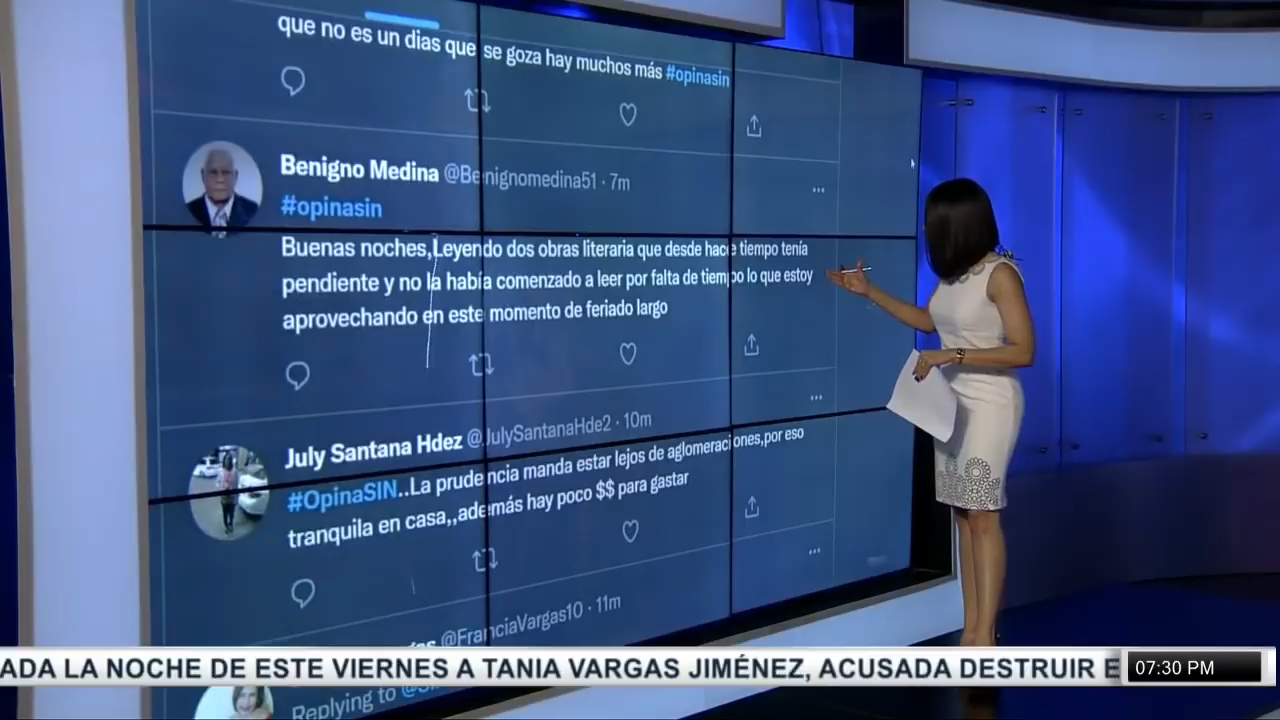 que no es un dias que se goza hay muchos más #opinasin
Benigno Medina @Benignomedina51 · 7m
#opinasin
Buenas noches,Leyendo dos obras literaria que desde hace tiempo tenía
pendiente y no la había comenzado a leer por falta de tiempo lo que estoy
aprovechando en este momento de feriado largo
July Santana Hdez @JulySantanaHde2 · 10m
#OpinaSIN..La prudencia manda estar lejos de aglomeraciones,por eso
tranquila en casa,,además hay poco $$ para gastar
@FranciaVargas10 · 11m
ADA LA NOCHE DE ESTE VIERNES A TANIA VARGAS JIMÉNEZ, ACUSADA DESTRUIR E
07:30 PM
Replying to